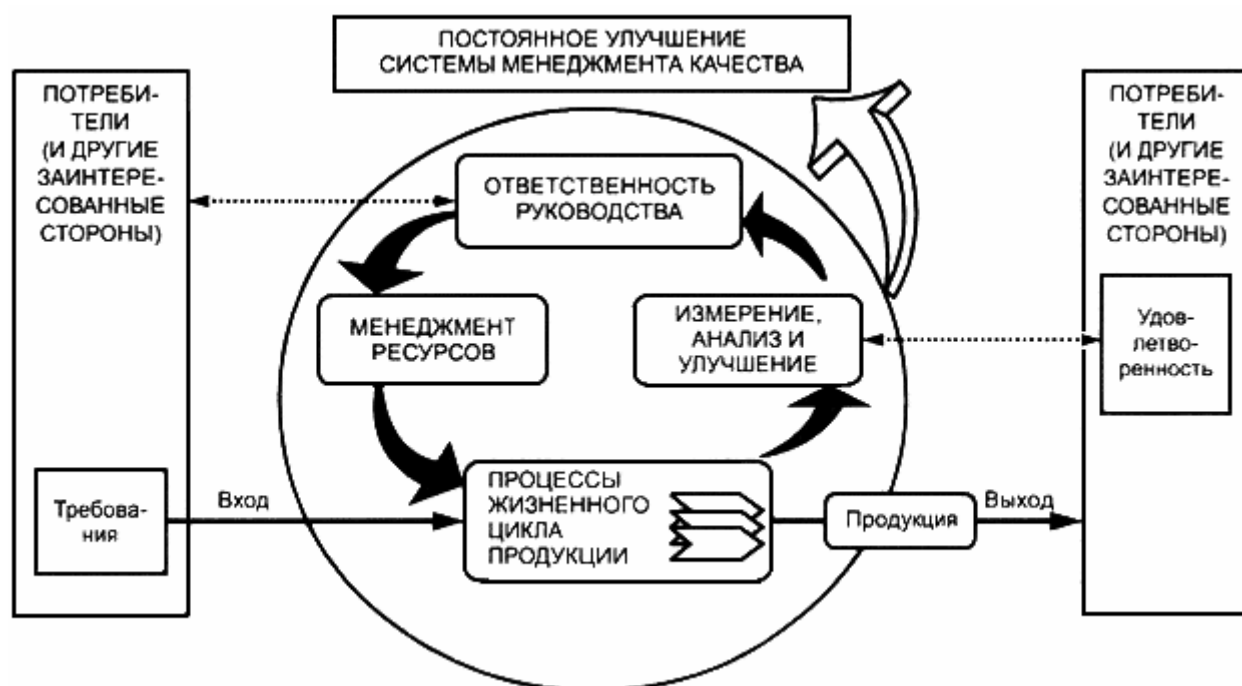 ПОСТОЯННОЕ УЛУЧШЕНИЕ
СИСТЕМЫ МЕНЕДЖМЕНТА КАЧЕСТВА
ПОТРЕБИ-
ТЕЛИ
(И ДРУГИЕ
ЗАИНТЕРЕ-
СОВАННЫЕ
СТОРОНЫ)
ОТВЕТСТВЕННОСТЬ
РУКОВОДСТВА
ПОТРЕБИ-
ТЕЛИ
(И ДРУГИЕ
ЗАИНТЕРЕ-
СОВАННЫЕ
СТОРОНЫ)
МЕНЕДЖМЕНТ
РЕСУРСОВ
ИЗМЕРЕНИЕ,
АНАЛИЗ И
УЛУЧШЕНИЕ
Удов-
летво-
ренность
Требова-
ния
Вход
ПРОЦЕССЫ
ЖИЗНЕННОГО
ЦИКЛА
ПРОДУКЦИИ
Продукция
Выход